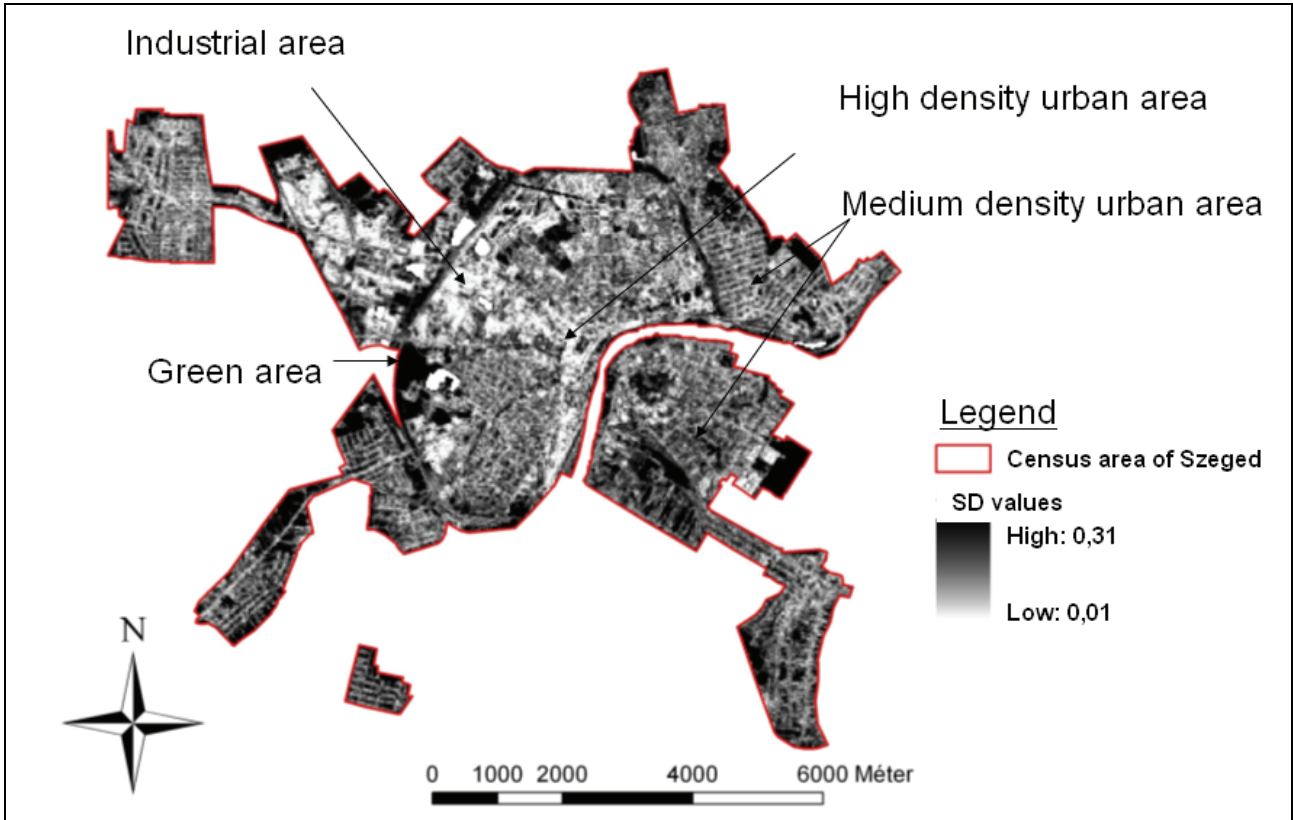 Industrial area
High density urban area
Medium density urban area
Green area
Legend
Census area of Szeged
SD values
High: 0,31
Low: 0,01
N
0 1000 2000 4000 6000 Méter